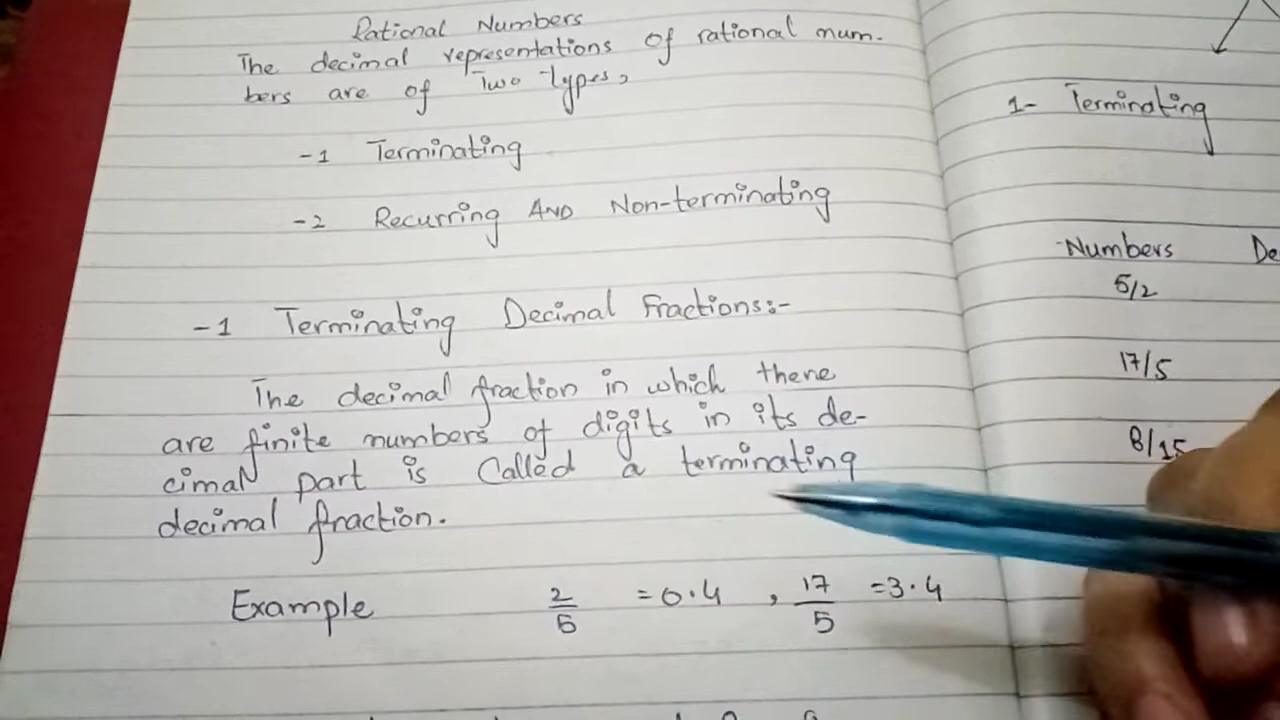 Rational Numbers
The decimal representations of rational num-
bers are of Two types,
-1 Terminating
-2 Recurring AND Non-terminating
-1 Terminating Decimal Fractions:-
The decimal fraction in which there
are finite numbers of digits in its de-
cimal part is Called a terminating
decimal fraction.
Example 2/5 =0.4 , 17/5 =3.4
1- Terminating
Numbers De
5/2
17/5
8/15